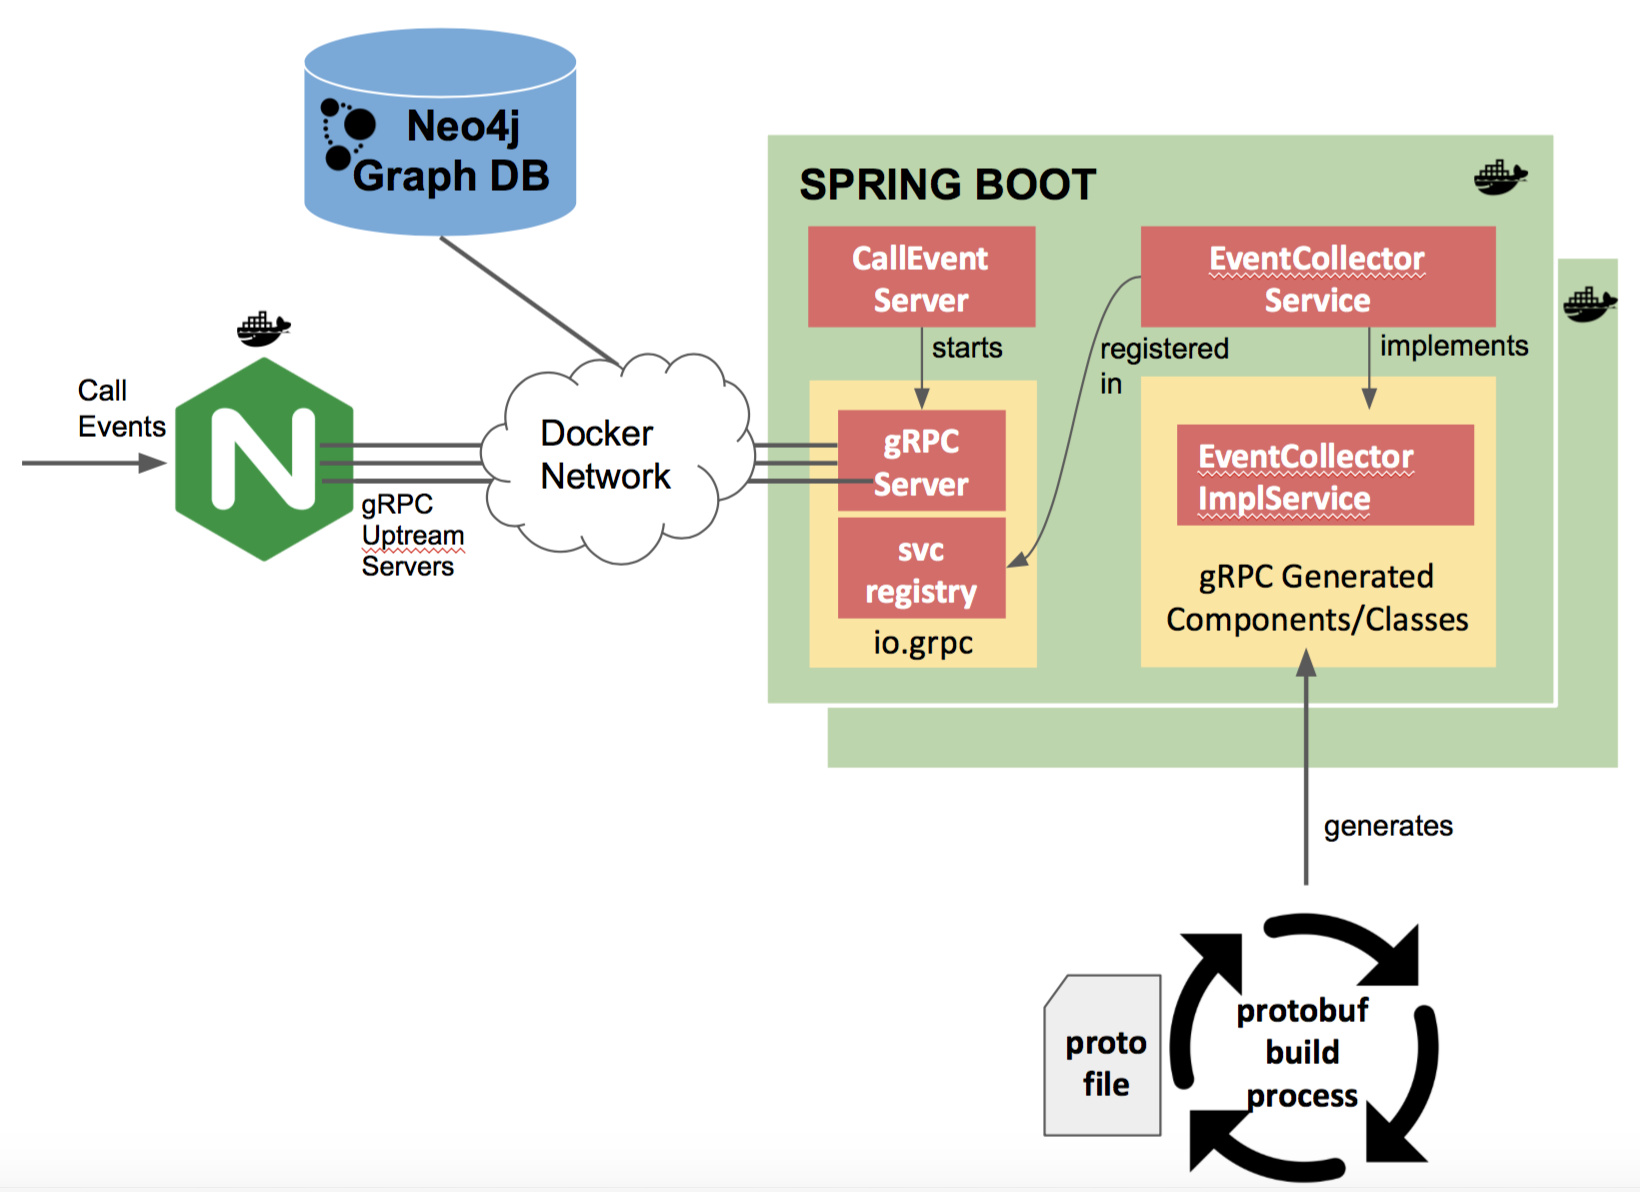 Neo4j
Graph DB
SPRING BOOT
CallEvent
Server
EventCollector
Service
starts
registered
in
implements
Call
Events
N
gRPC
Uptream
Servers
Docker
Network
gRPC
Server
svc
registry
io.grpc
EventCollector
ImplService
gRPC Generated
Components/Classes
generates
proto
file
protobuf
build
process